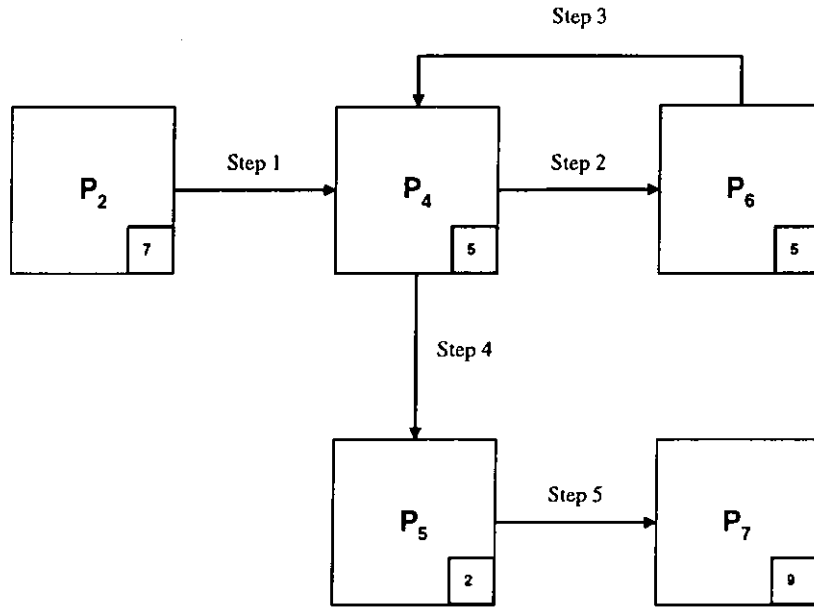 Step 3
P₂
7
Step 1
P₄
5
Step 2
P₆
5
Step 4
P₅
2
Step 5
P₇
9